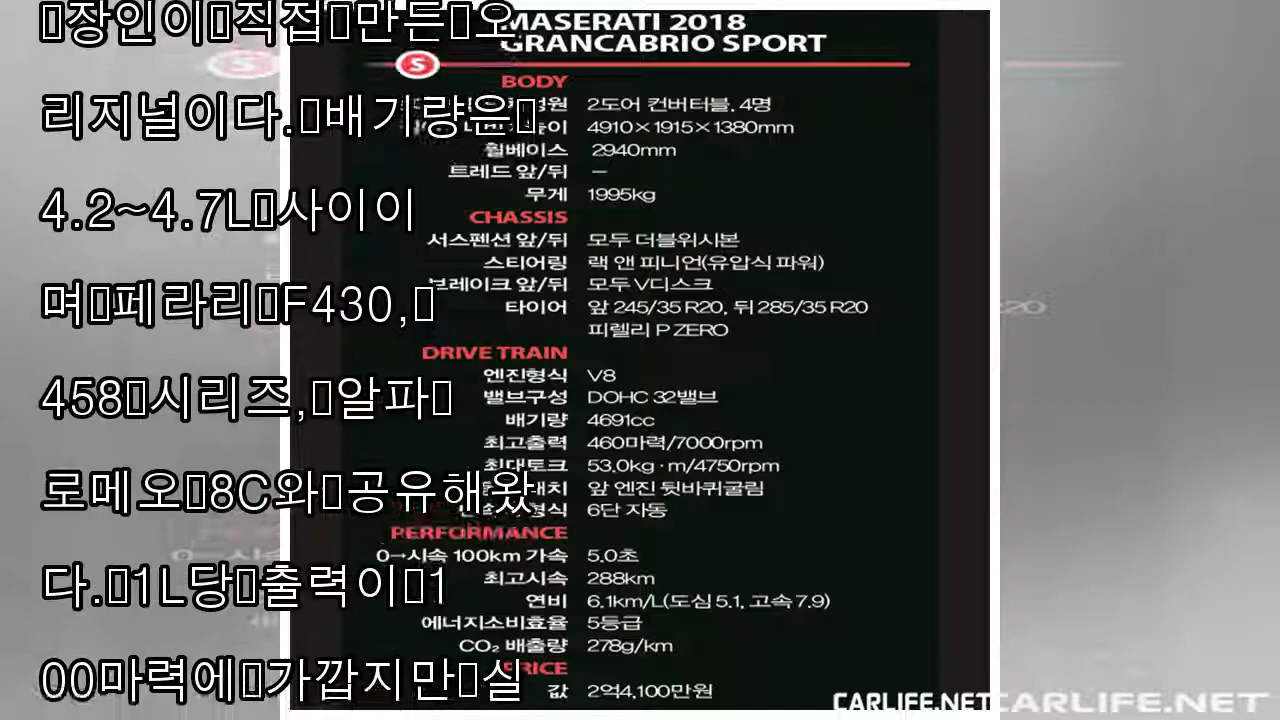 장인이 직접 만든 오
리지널이다. 배기량은
4.2~4.7L 사이이
며 페라리 F430,
458 시리즈, 알파
로메오 8C와 공유해왔
다. 1L당 출력이 1
00마력에 가깝지만 실
MASERATI 2018
GRANCABRIO SPORT
S
BODY
2도어 컨버터블, 4명
4910×1915×1380mm
휠베이스 2940mm
트레드 앞/뒤 –
무게 1995kg
CHASSIS
서스펜션 앞/뒤 모두 더블위시본
스티어링 랙 앤 피니언(유압식 파워)
브레이크 앞/뒤 모두 V디스크
타이어 앞 245/35 R20, 뒤 285/35 R20
피렐리 P ZERO
DRIVE TRAIN
엔진형식 V8
밸브구성 DOHC 32밸브
배기량 4691cc
최고출력 460마력/7000rpm
최대토크 53.0kg·m/4750rpm
앞 엔진 뒷바퀴굴림
6단 자동
PERFORMANCE
0→시속 100km 가속 5.0초
최고시속 288km
연비 6.1km/L(도심 5.1, 고속 7.9)
에너지소비효율 5등급
CO₂ 배출량 278g/km
PRICE
값 2억4,100만원
CARLIFE.NET
CARLIFE.NET